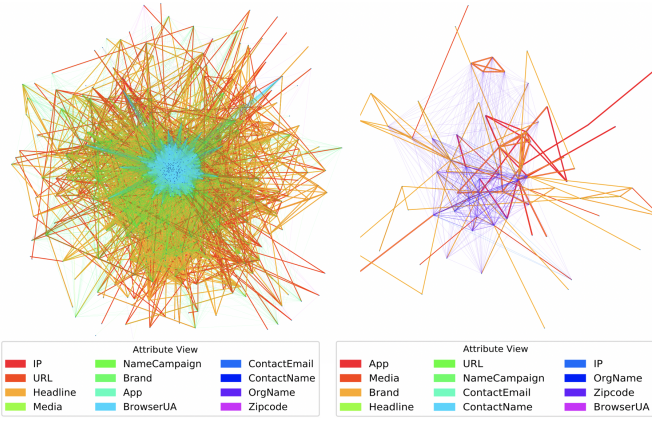 Attribute View
IP NameCampaign ContactEmail
URL Brand ContactName
Headline App OrgName
Media BrowserUA Zipcode
Attribute View
App URL IP
Media NameCampaign OrgName
Brand ContactEmail Zipcode
Headline ContactName BrowserUA